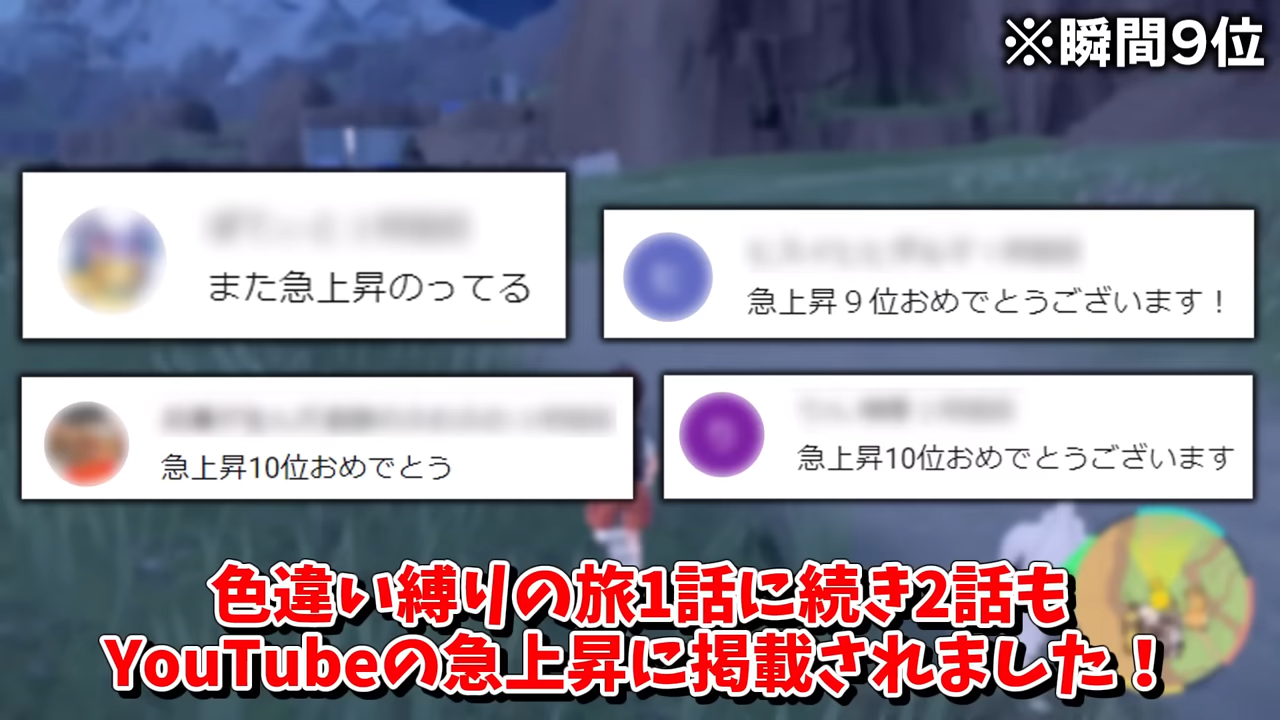 ※瞬間9位
また急上昇のってる
急上昇９位おめでとうございます！
急上昇10位おめでとう
急上昇10位おめでとうございます
色違い縛りの旅1話に続き2話も
YouTubeの急上昇に掲載されました！